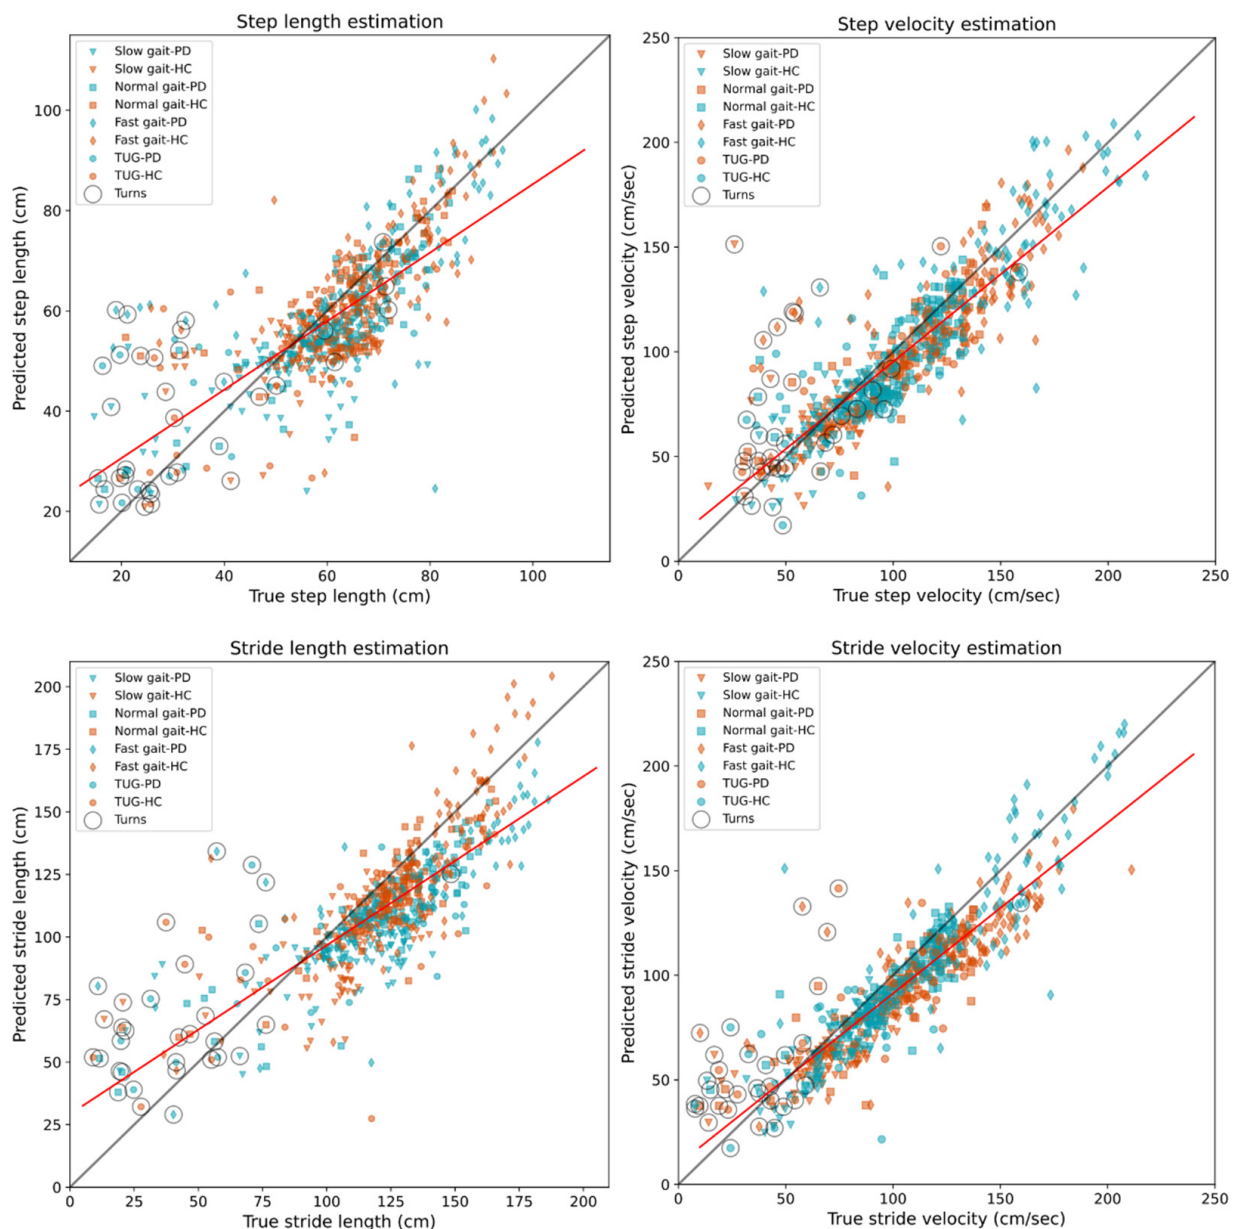 Step length estimation
Slow gait-PD
Slow gait-HC
Normal gait-PD
Normal gait-HC
Fast gait-PD
Fast gait-HC
TUG-PD
TUG-HC
Turns
Predicted step length (cm)
100
80
60
40
20
20 40 60 80 100
True step length (cm)
Step velocity estimation
Slow gait-PD
Slow gait-HC
Normal gait-PD
Normal gait-HC
Fast gait-PD
Fast gait-HC
TUG-PD
TUG-HC
Turns
Predicted step velocity (cm/sec)
250
200
150
100
50
0
0 50 100 150 200 250
True step velocity (cm/sec)
Stride length estimation
Slow gait-PD
Slow gait-HC
Normal gait-PD
Normal gait-HC
Fast gait-PD
Fast gait-HC
TUG-PD
TUG-HC
Turns
Predicted stride length (cm)
200
175
150
125
100
75
50
25
0
0 25 50 75 100 125 150 175 200
True stride length (cm)
Stride velocity estimation
Slow gait-PD
Slow gait-HC
Normal gait-PD
Normal gait-HC
Fast gait-PD
Fast gait-HC
TUG-PD
TUG-HC
Turns
Predicted stride velocity (cm/sec)
250
200
150
100
50
0
0 50 100 150 200 250
True stride velocity (cm/sec)